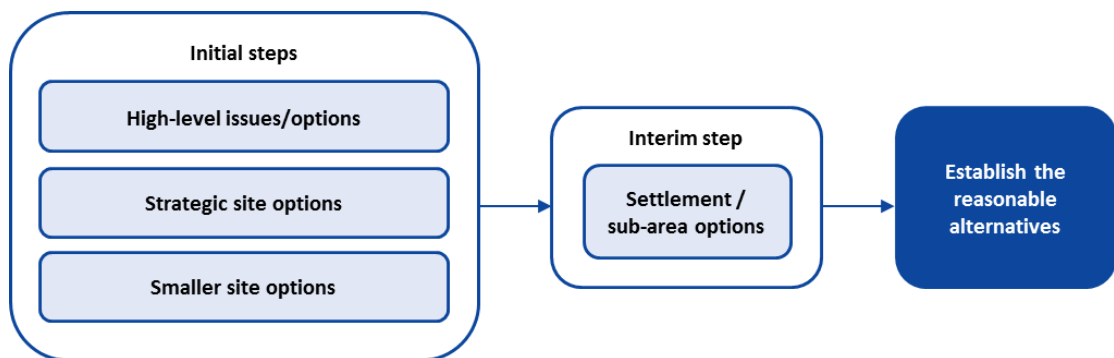 Initial steps
High-level issues/options
Strategic site options
Smaller site options
Interim step
Settlement /
sub-area options
Establish the
reasonable
alternatives